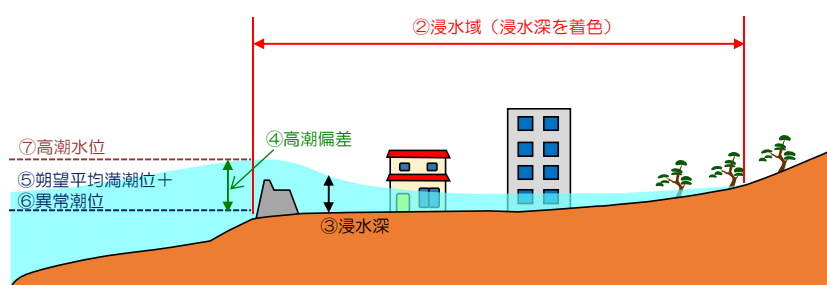 ②浸水域（浸水深を着色）
④高潮偏差
⑦高潮水位
⑤朔望平均満潮位＋
⑥異常潮位
③浸水深